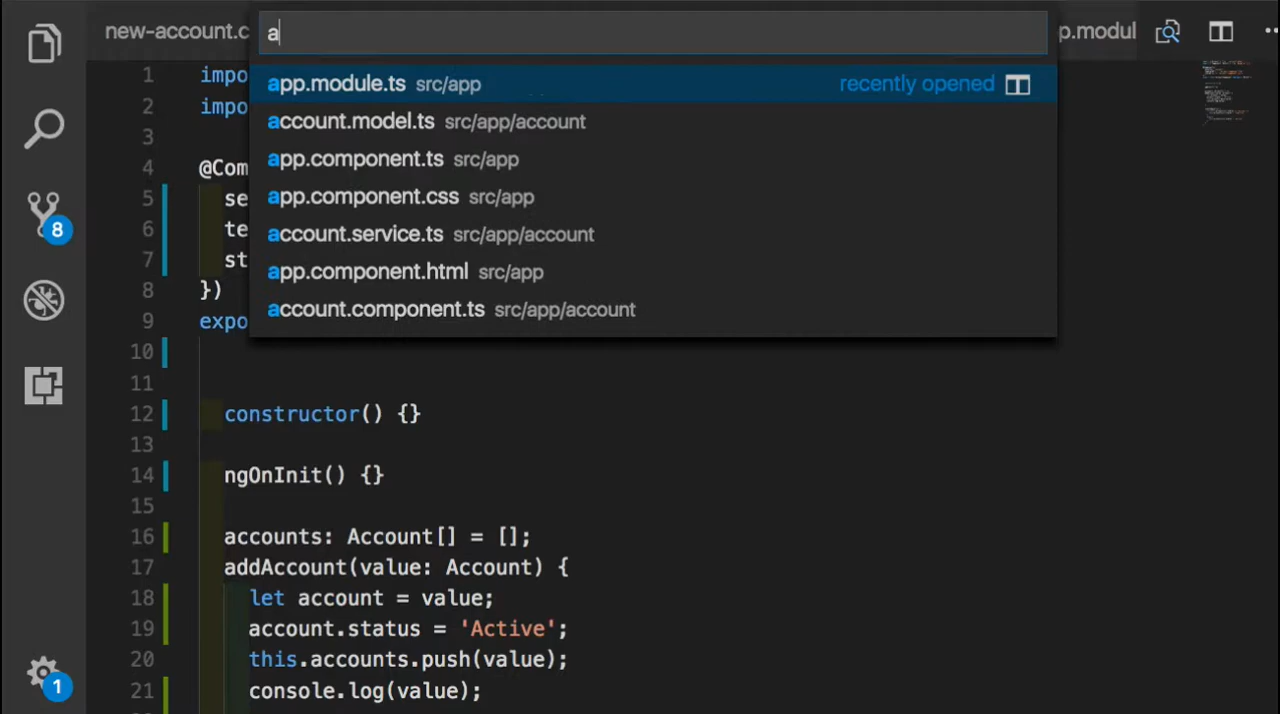 new-account.c
a
p.modul
app.module.ts src/app recently opened
account.model.ts src/app/account
app.component.ts src/app
app.component.css src/app
account.service.ts src/app/account
app.component.html src/app
account.component.ts src/app/account
1 impo
2 impo
3
4 @Com
5 se
6 te
7 st
8 })
9 expo
10
11
12 constructor() {}
13
14 ngOnInit() {}
15
16 accounts: Account[] = [];
17 addAccount(value: Account) {
18 let account = value;
19 account.status = 'Active';
20 this.accounts.push(value);
21 console.log(value);
8
1